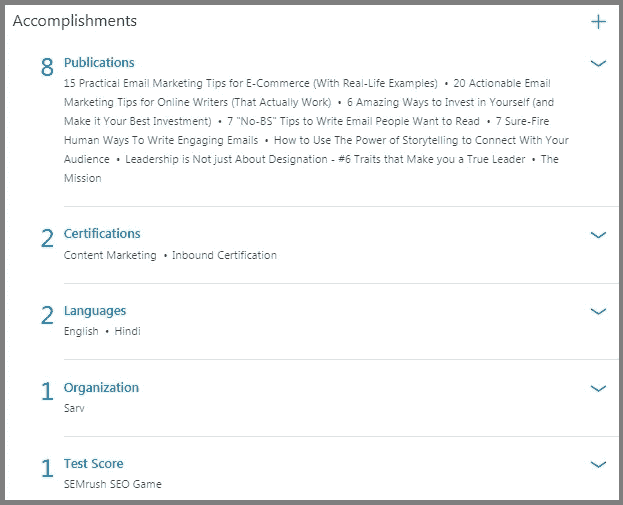 Accomplishments
8 Publications
15 Practical Email Marketing Tips for E-Commerce (With Real-Life Examples) • 20 Actionable Email
Marketing Tips for Online Writers (That Actually Work) • 6 Amazing Ways to Invest in Yourself (and
Make it Your Best Investment) • 7 "No-BS" Tips to Write Email People Want to Read • 7 Sure-Fire
Human Ways To Write Engaging Emails • How to Use The Power of Storytelling to Connect With Your
Audience • Leadership is Not just About Designation - #6 Traits that Make you a True Leader • The
Mission
2 Certifications
Content Marketing • Inbound Certification
2 Languages
English • Hindi
1 Organization
Sarv
1 Test Score
SEMrush SEO Game